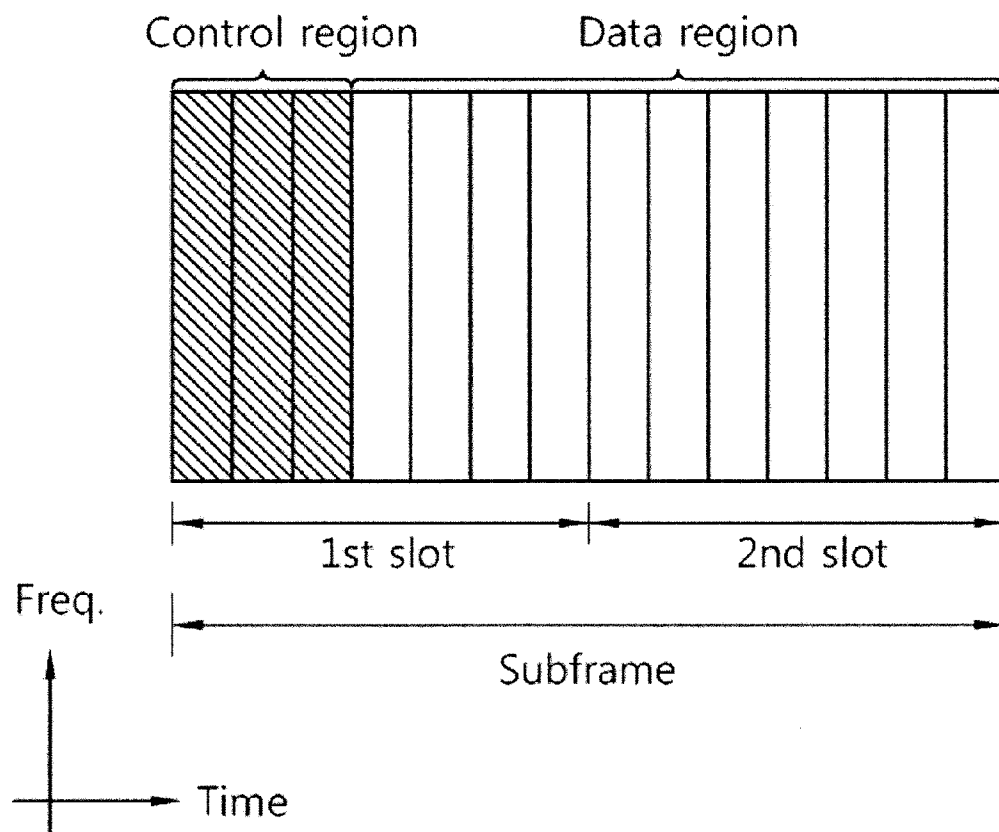 Control region
Data region
1st slot
2nd slot
Freq.
Subframe
Time